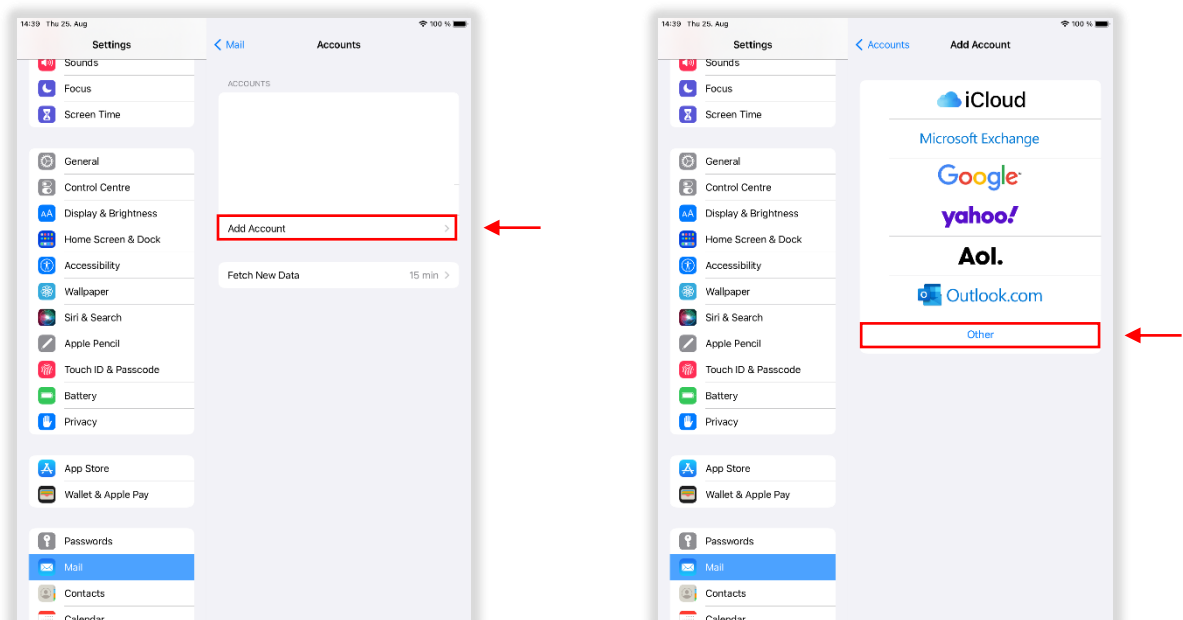 14:39 Thu 25. Aug
100 %
Settings
Sounds
Focus
Screen Time
General
Control Centre
AA Display & Brightness
Home Screen & Dock
Accessibility
Wallpaper
Siri & Search
Apple Pencil
Touch ID & Passcode
Battery
Privacy
App Store
Wallet & Apple Pay
Passwords
Mail
Contacts
Calendar
Mail
Accounts
ACCOUNTS
Add Account
Fetch New Data 15 min
14:39 Thu 25. Aug
100 %
Settings
Sounds
Focus
Screen Time
General
Control Centre
AA Display & Brightness
Home Screen & Dock
Accessibility
Wallpaper
Siri & Search
Apple Pencil
Touch ID & Passcode
Battery
Privacy
App Store
Wallet & Apple Pay
Passwords
Mail
Contacts
Calendar
Accounts
Add Account
iCloud
Microsoft Exchange
Google
yahoo!
Aol.
Outlook.com
Other